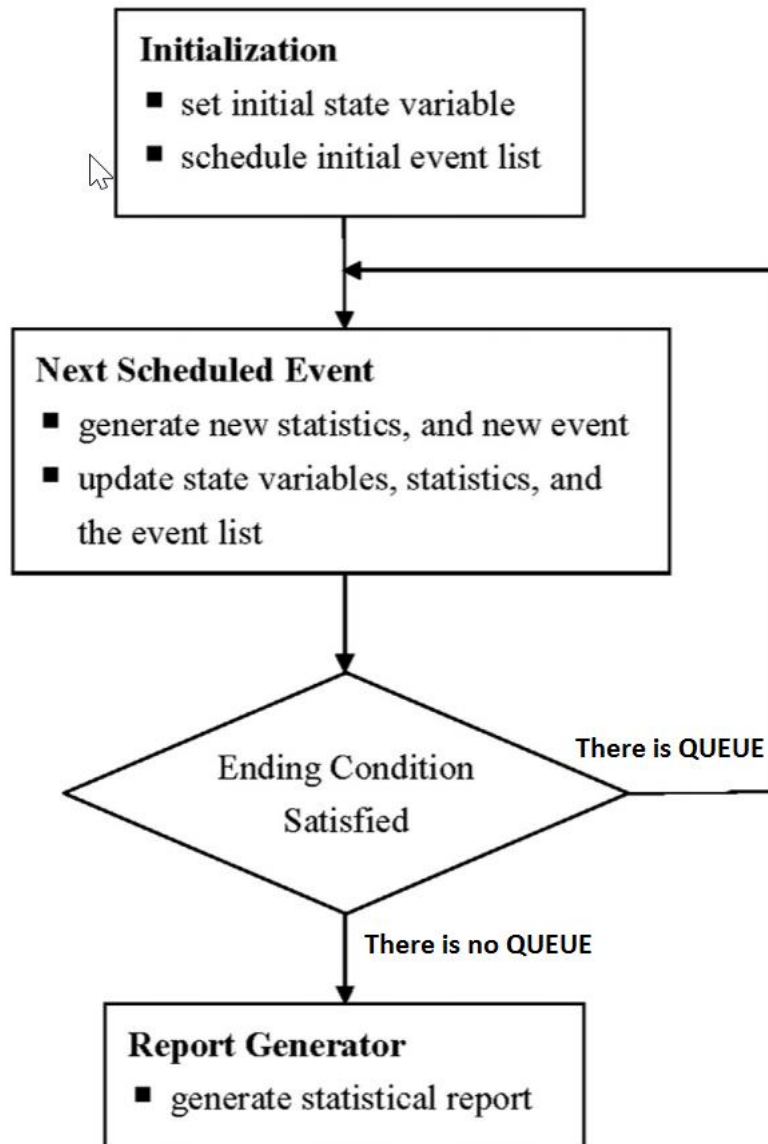 Initialization
■ set initial state variable
■ schedule initial event list
Next Scheduled Event
■ generate new statistics, and new event
■ update state variables, statistics, and
the event list
Ending Condition
Satisfied
There is QUEUE
There is no QUEUE
Report Generator
■ generate statistical report